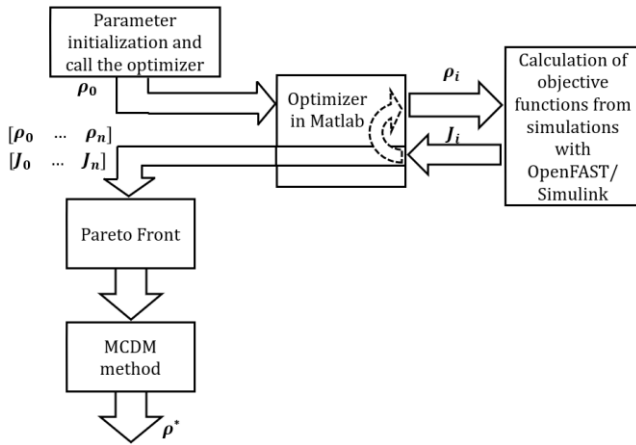 Parameter
initialization and
call the optimizer
ρ₀
Optimizer
in Matlab
ρᵢ
Jᵢ
Calculation of
objective
functions from
simulations
with
OpenFAST/
Simulink
[ρ₀ ... ρₙ]
[J₀ ... Jₙ]
Pareto Front
MCDM
method
ρ*